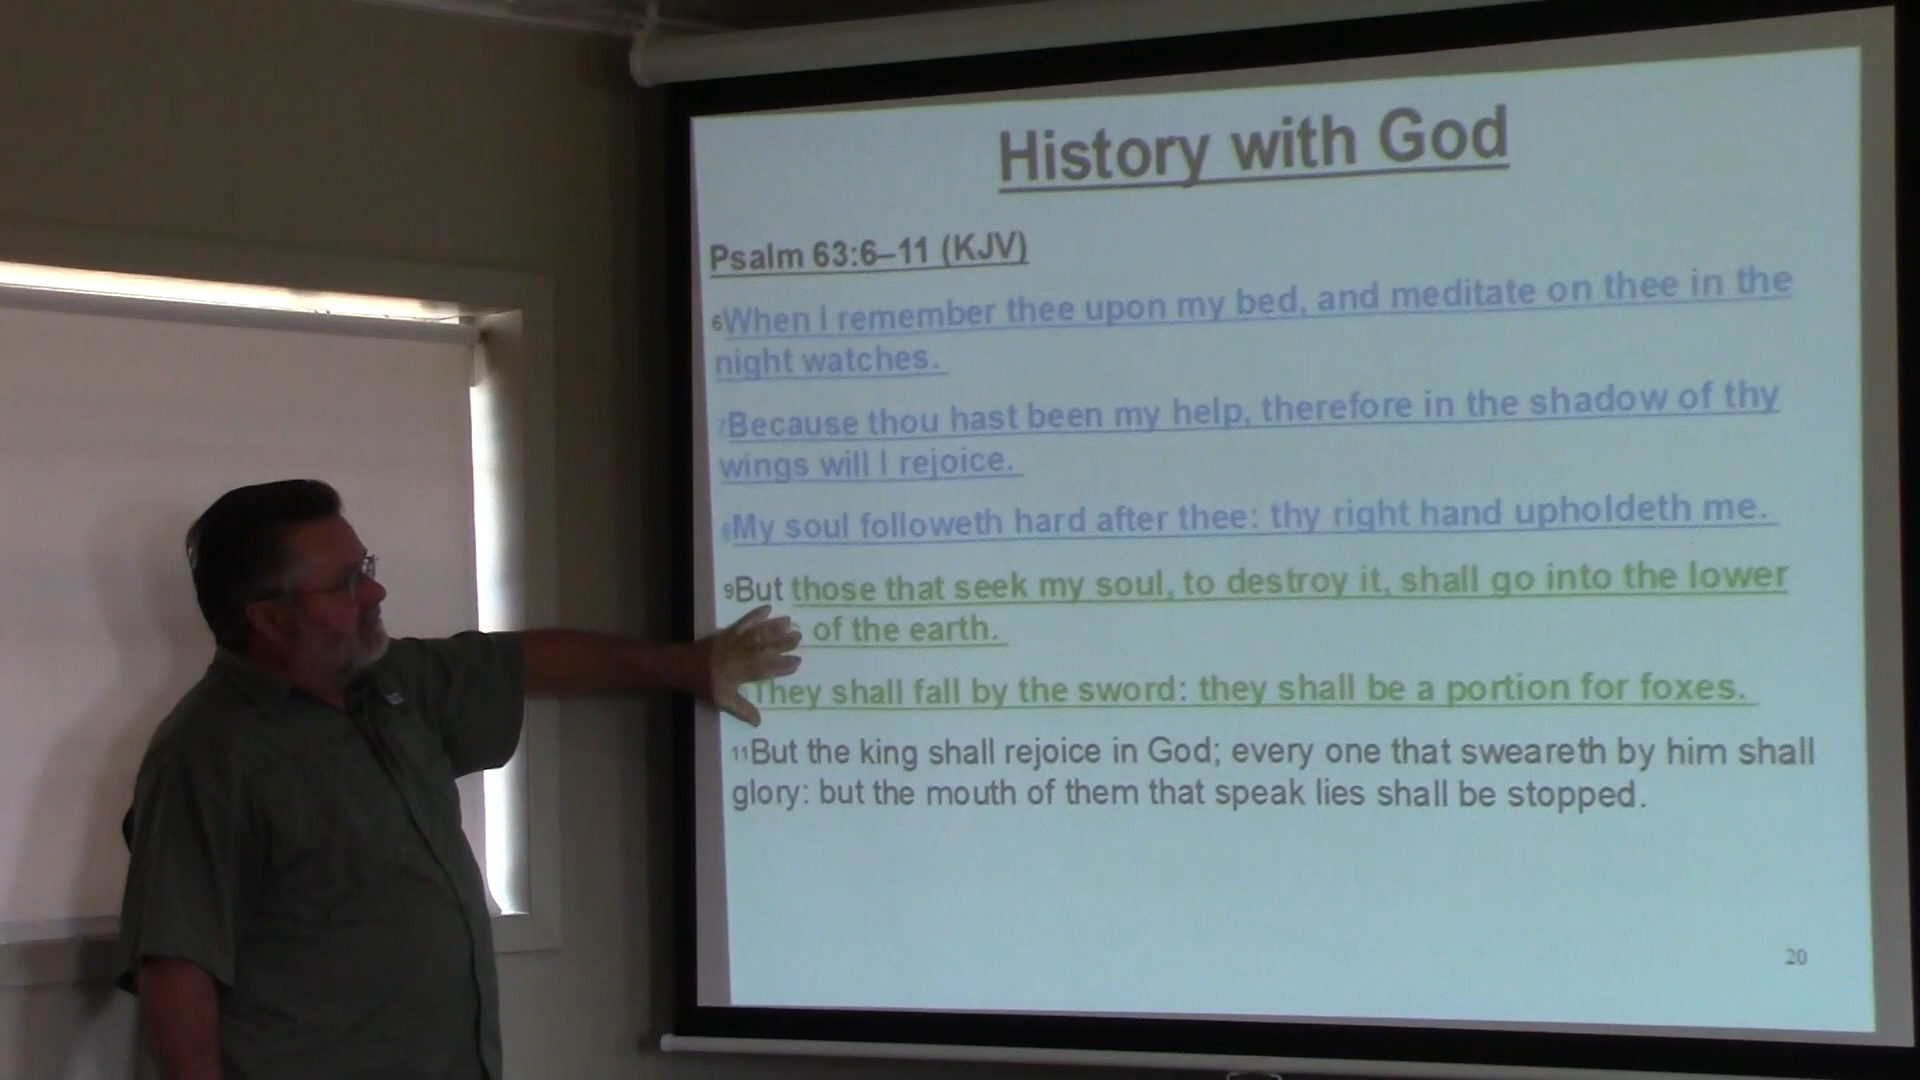 History with God
Psalm 63:6–11 (KJV)
6When I remember thee upon my bed, and meditate on thee in the
night watches.
7Because thou hast been my help, therefore in the shadow of thy
wings will I rejoice.
8My soul followeth hard after thee: thy right hand upholdeth me.
9But those that seek my soul, to destroy it, shall go into the lower
of the earth.
They shall fall by the sword: they shall be a portion for foxes.
11But the king shall rejoice in God; every one that sweareth by him shall
glory: but the mouth of them that speak lies shall be stopped.
20